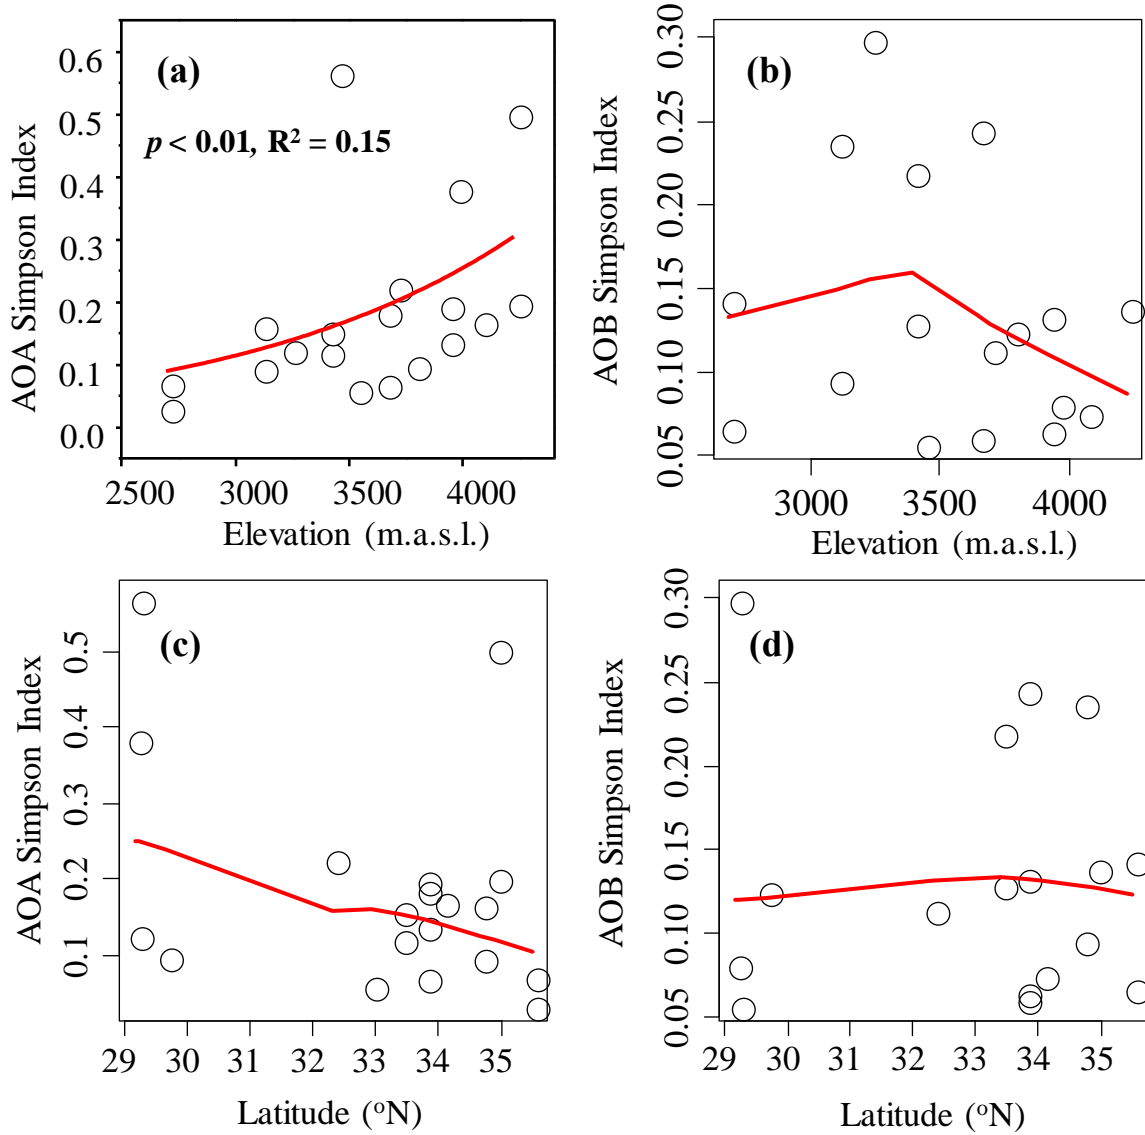 (a)
p < 0.01, R² = 0.15
AOA Simpson Index
0.6
0.5
0.4
0.3
0.2
0.1
0.0
2500 3000 3500 4000
Elevation (m.a.s.l.)
(b)
AOB Simpson Index
0.30
0.25
0.20
0.15
0.10
0.05
3000 3500 4000
Elevation (m.a.s.l.)
(c)
AOA Simpson Index
0.5
0.4
0.3
0.2
0.1
29 30 32 33 34 35
Latitude (°N)
(d)
AOB Simpson Index
0.30
0.25
0.20
0.15
0.10
0.05
29 30 32 33 34 35
Latitude (°N)